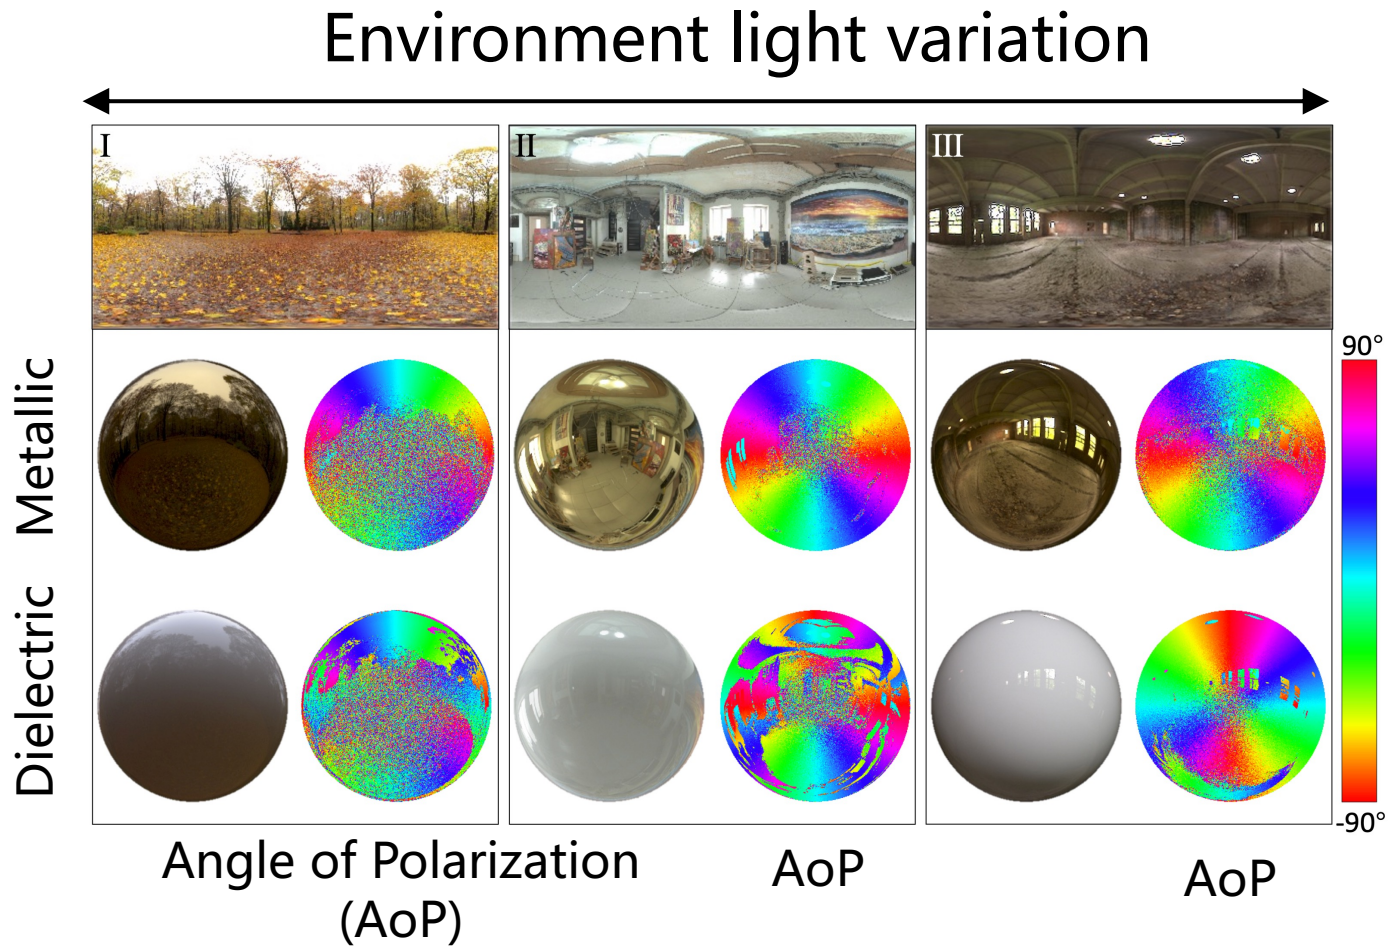 Environment light variation
I
II
III
Metallic
90°
Dielectric
-90°
Angle of Polarization
(AoP)
AoP
AoP